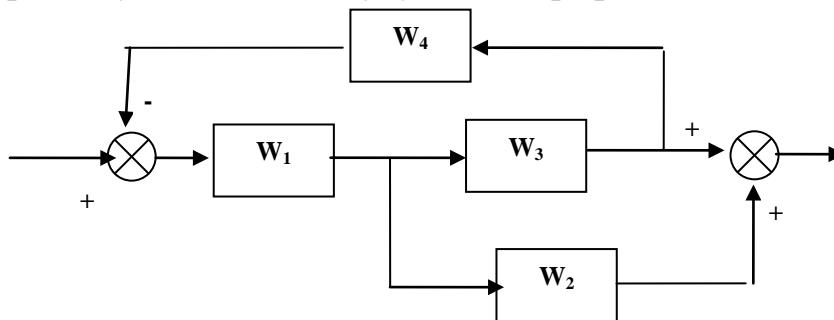 W₄
-
W₁
W₃
+
+
+
W₂